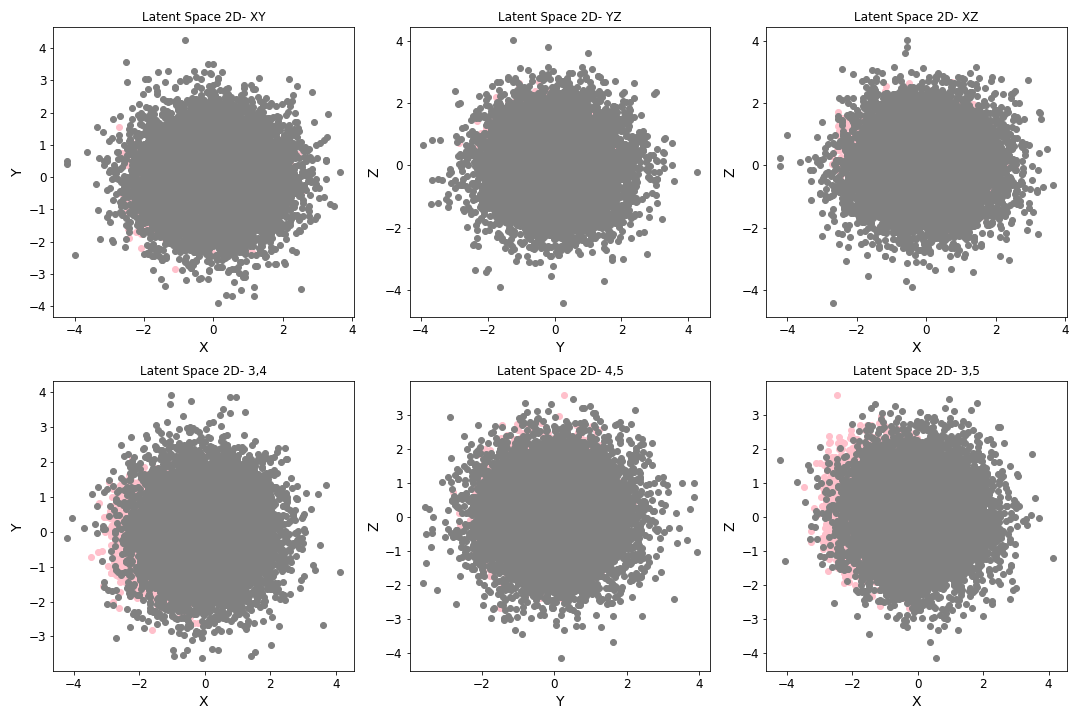 Latent Space 2D- XY
Latent Space 2D- YZ
Latent Space 2D- XZ
4
3
2
1
0
−1
−2
−3
−4
Y
−4 −2 0 2 4
X
4
2
0
−2
−4
Z
−4 −2 0 2 4
Y
4
2
0
−2
−4
Z
−4 −2 0 2 4
X
Latent Space 2D- 3,4
Latent Space 2D- 4,5
Latent Space 2D- 3,5
4
3
2
1
0
−1
−2
−3
Y
−4 −2 0 2 4
X
3
2
1
0
−1
−2
−3
−4
Z
−2 0 2 4
Y
3
2
1
0
−1
−2
−3
−4
Z
−4 −2 0 2 4
X